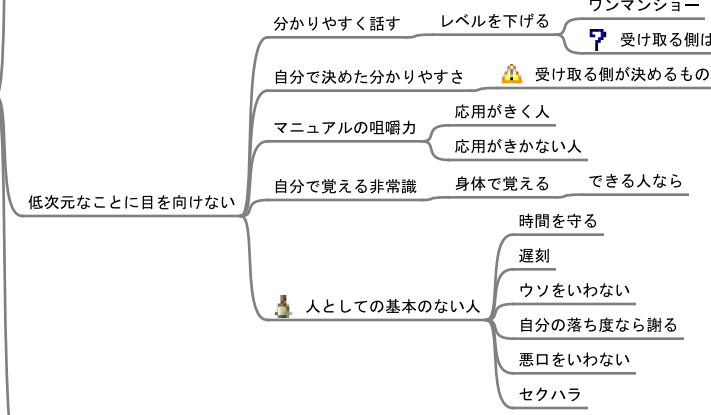 ワンマンショー
分かりやすく話す
レベルを下げる
受け取る側は
自分で決めた分かりやすさ
受け取る側が決めるもの
マニュアルの咀嚼力
応用がきく人
応用がきかない人
自分で覚える非常識
身体で覚える
できる人なら
低次元なことに目を向けない
人としての基本のない人
時間を守る
遅刻
ウソをいわない
自分の落ち度なら謝る
悪口をいわない
セクハラ